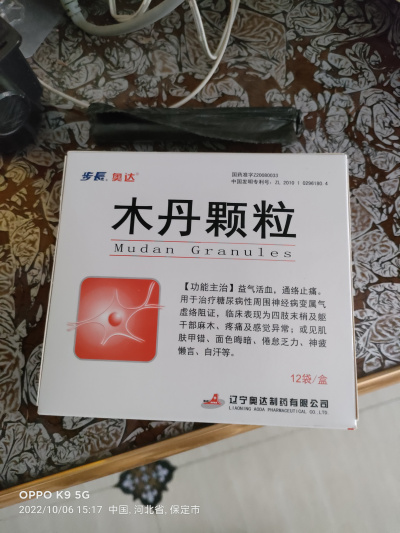 步長® 奥达®
国药准字Z20080033
中国发明专利号：ZL 2010 1 0296180.4
木丹颗粒
Mudan Granules
【功能主治】益气活血，通络止痛。
用于治疗糖尿病性周围神经病变属气
虚络阻证，临床表现为四肢末梢及躯
干部麻木、疼痛及感觉异常；或见肌
肤甲错、面色晦暗、倦怠乏力、神疲
懒言、自汗等。
12袋/盒
辽宁奥达制药有限公司
LIAONING AODA PHARMACEUTICAL CO. LTD.
OPPO K9 5G
2022/10/06 15:17 中国, 河北省, 保定市